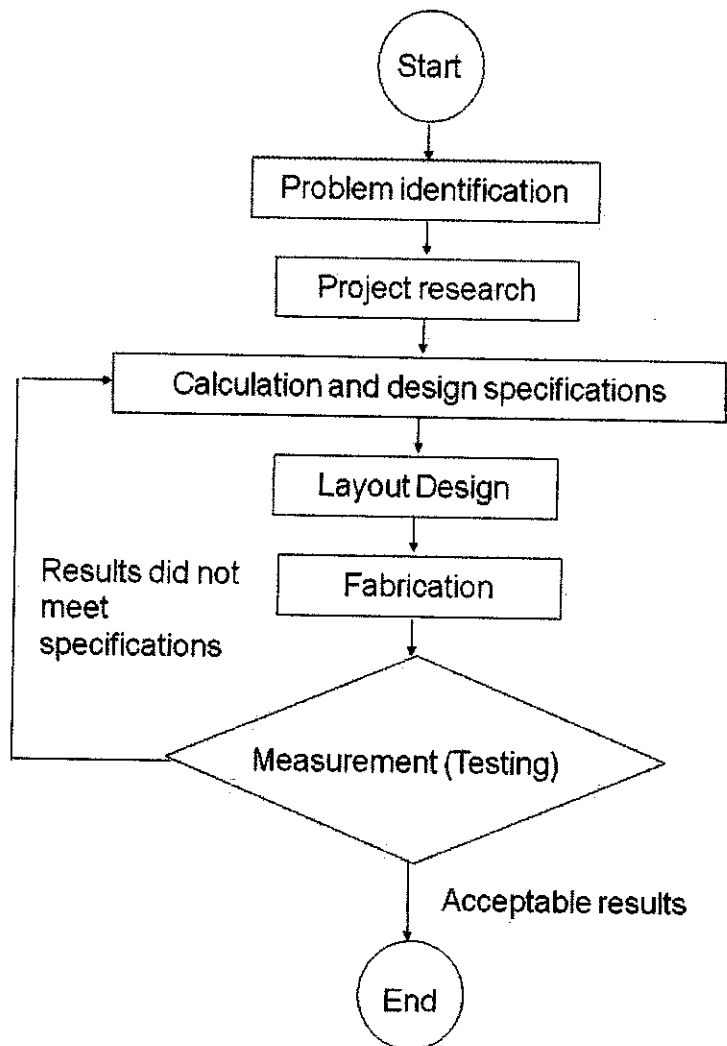 Start
Problem identification
Project research
Calculation and design specifications
Layout Design
Fabrication
Results did not
meet
specifications
Measurement (Testing)
Acceptable results
End